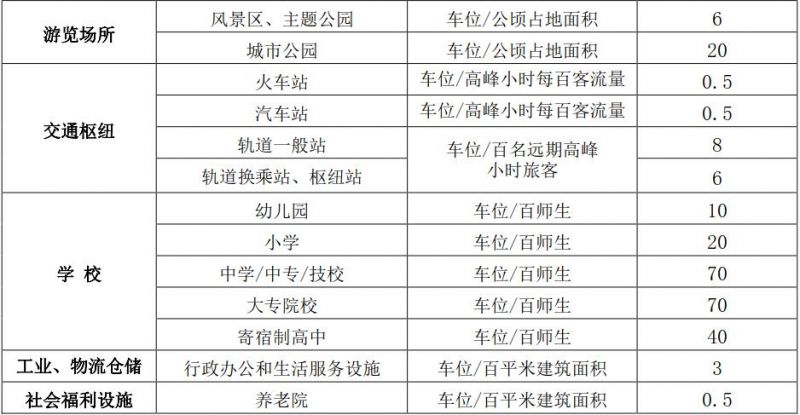 游览场所 风景区、主题公园 车位/公顷占地面积 6
城市公园 车位/公顷占地面积 20
交通枢纽 火车站 车位/高峰小时每百客流量 0.5
汽车站 车位/高峰小时每百客流量 0.5
轨道一般站 车位/百名远期高峰 8
小时旅客
轨道换乘站、枢纽站 6
学 校 幼儿园 车位/百师生 10
小学 车位/百师生 20
中学/中专/技校 车位/百师生 70
大专院校 车位/百师生 70
寄宿制高中 车位/百师生 40
工业、物流仓储 行政办公和生活服务设施 车位/百平米建筑面积 3
社会福利设施 养老院 车位/百平米建筑面积 0.5